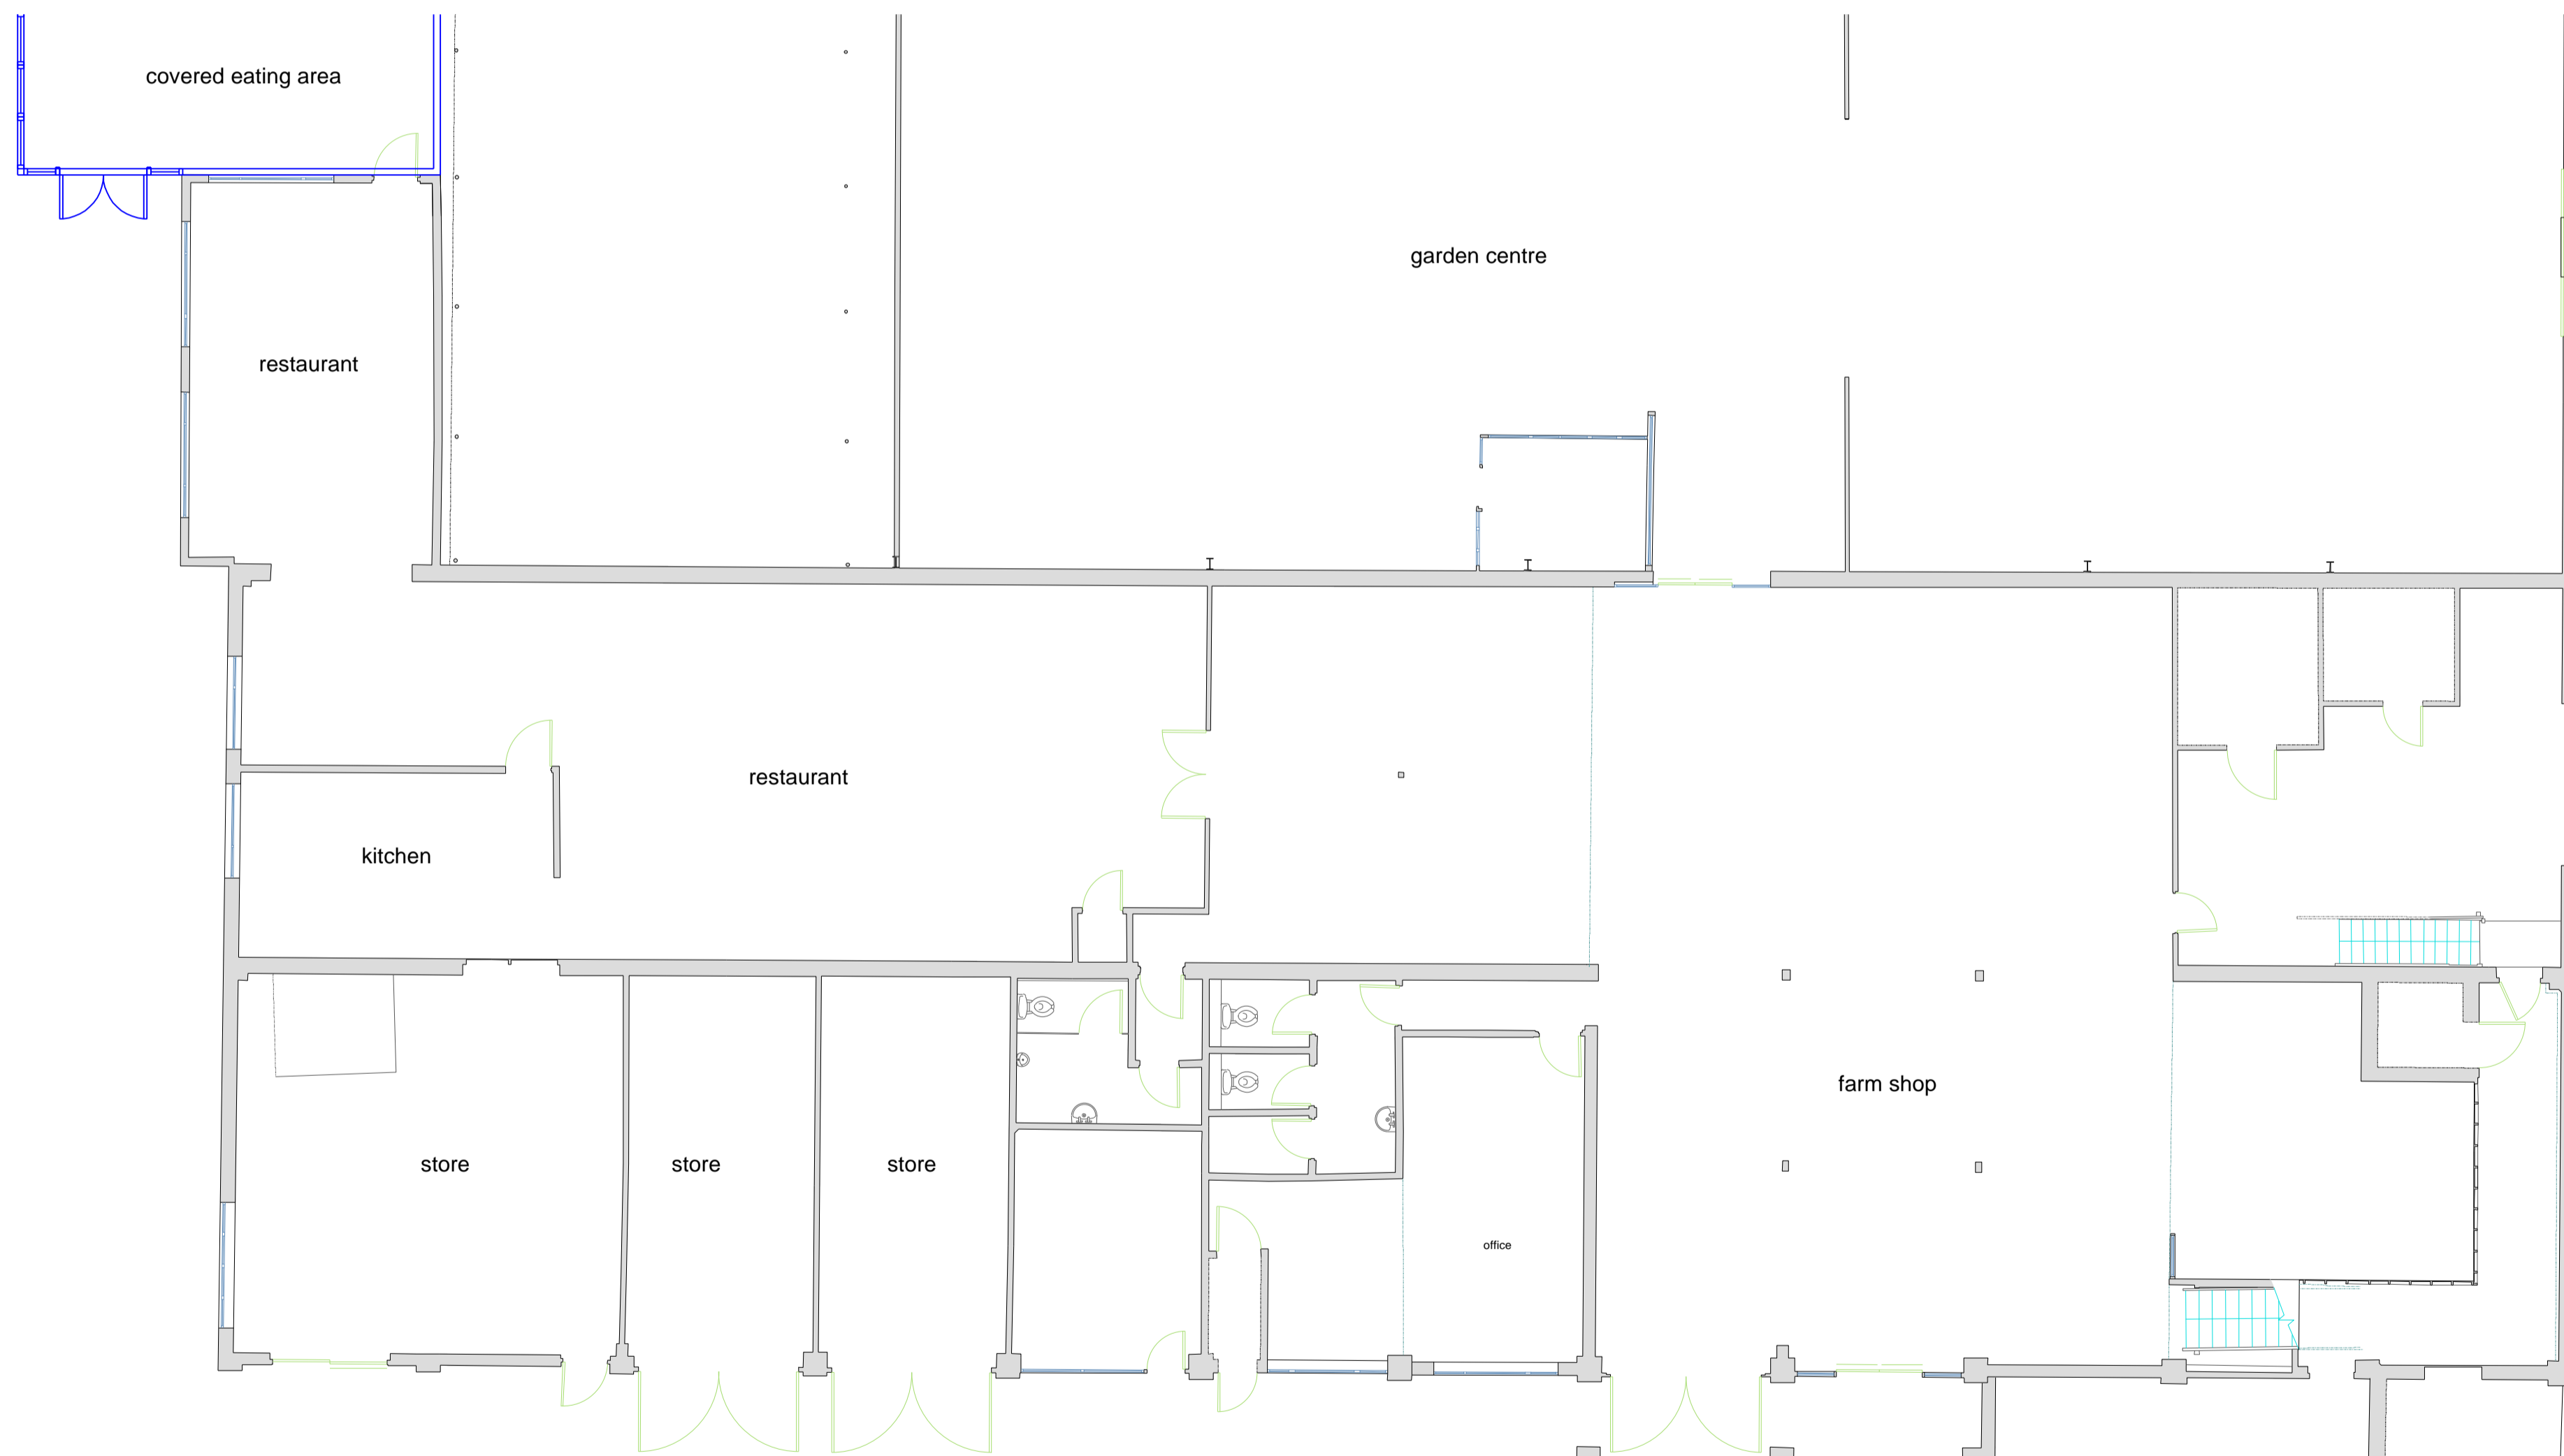 covered eating area
garden centre
restaurant
restaurant
kitchen
farm shop
store
store
store
office